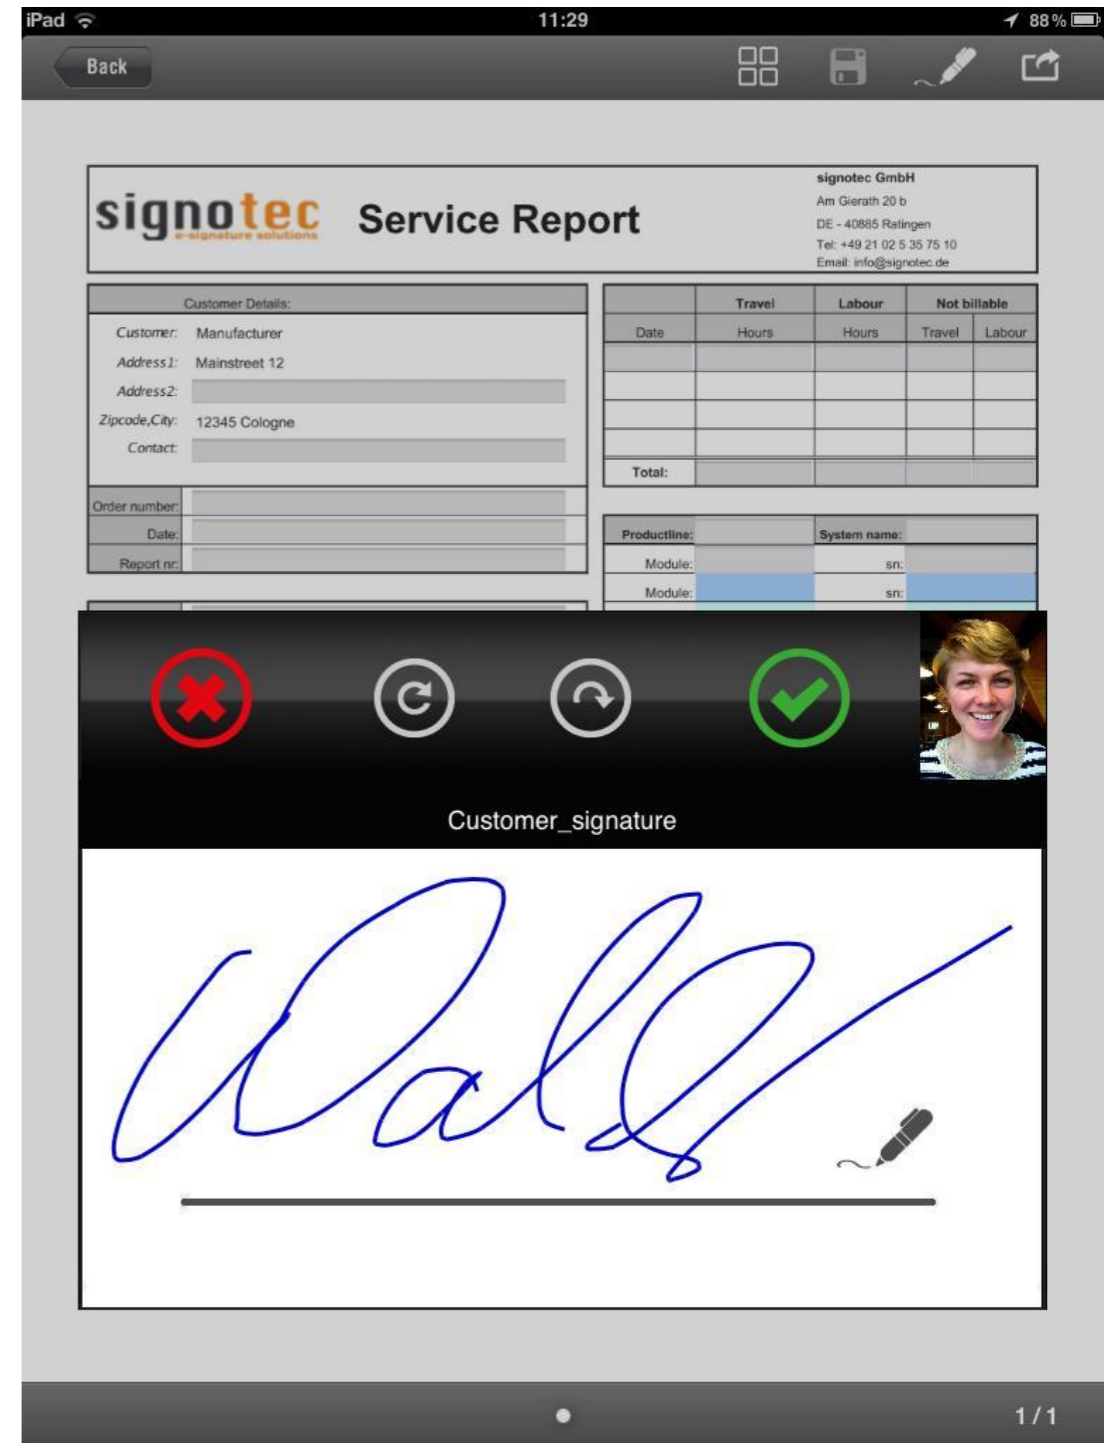 iPad 11:29 88%
Back
signotec
e-signature solutions
Service Report
signotec GmbH
Am Gierath 20 b
DE - 40885 Ratingen
Tel: +49 21 02 5 35 75 10
Email: info@signotec.de
Customer Details:
Customer: Manufacturer
Address1: Mainstreet 12
Address2:
Zipcode,City: 12345 Cologne
Contact:
Order number:
Date:
Report nr:
Travel Labour Not billable
Date Hours Hours Travel Labour
Total:
Productline: System name:
Module: sn:
Module: sn:
Customer_signature
1/1